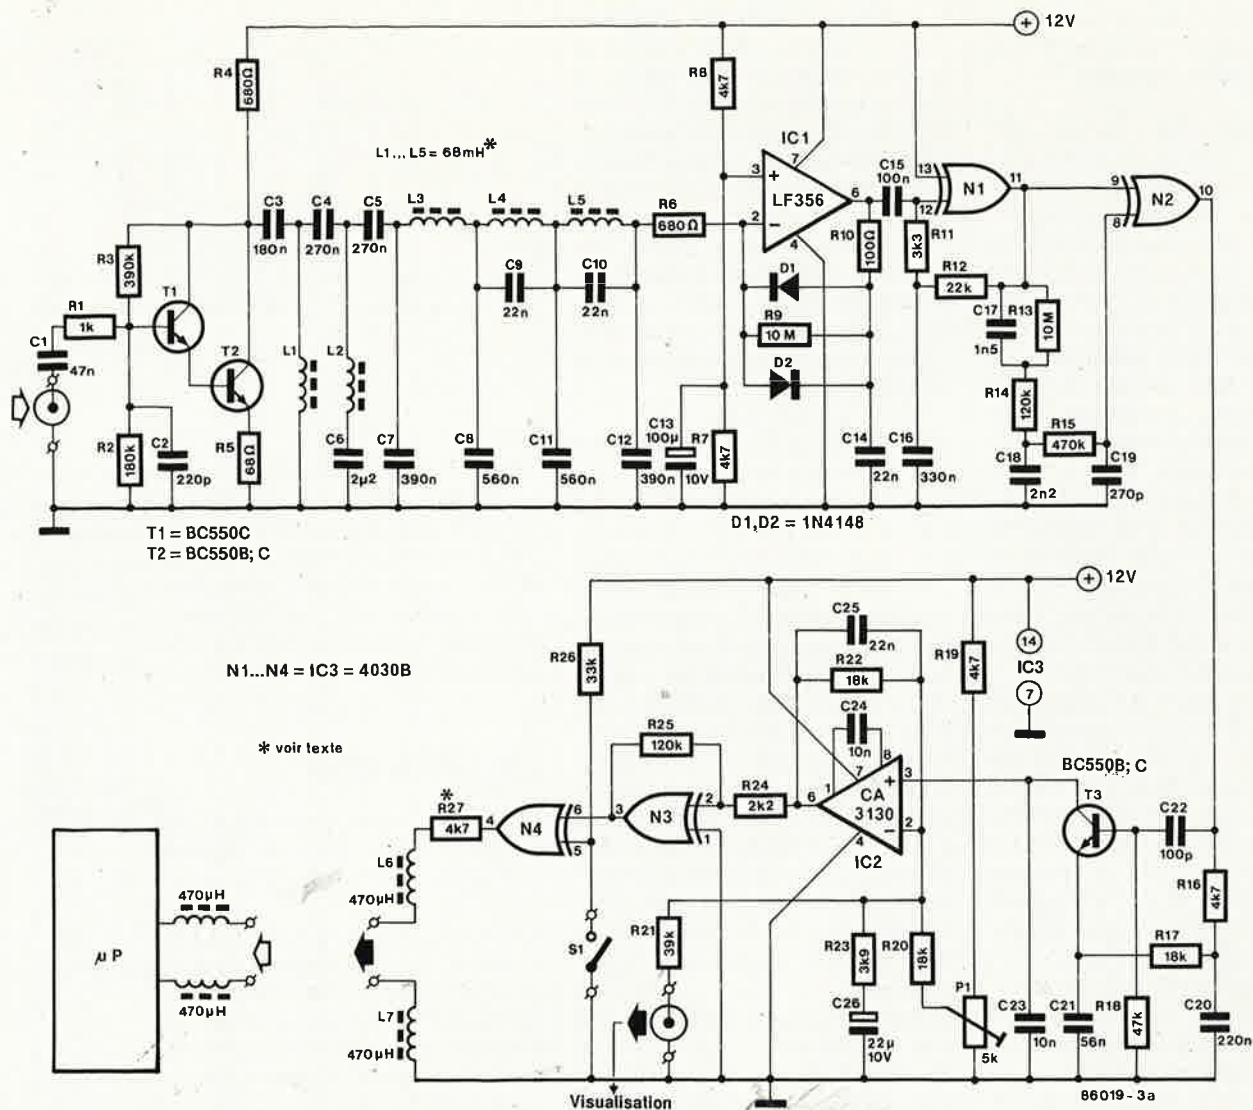 12V
R4
680Ω
R8
4k7
L1... L5 = 68mH*
IC1
LF356
7
3
+
2
−
6
4
C15
100n
13
12
N1
11
9
8
N2
10
C3
180n
C4
270n
C5
270n
L3
L4
L5
R6
680Ω
R10
100Ω
R11
3k3
R3
390k
C9
22n
C10
22n
D1
R12
22k
C17
1n5
R13
10M
T1
R1
1k
R9
10M
C1
47n
T2
L1
L2
D2
R14
120k
R15
470k
C13
100µ
10V
R7
4k7
R2
180k
C2
220p
R5
68Ω
C6
2µ2
C7
390n
C8
560n
C11
560n
C12
390n
C14
22n
C16
330n
C18
2n2
C19
270p
T1 = BC550C
T2 = BC550B; C
D1,D2 = 1N4148
12V
C25
22n
R26
33k
R22
18k
R19
4k7
14
IC3
7
N1...N4 = IC3 = 4030B
C24
10n
R25
120k
* voir texte
BC550B; C
T3
*
R27
4k7
4
N4
6
5
3
N3
2
1
R24
2k2
6
1
7
8
CA
3130
+
3
−
2
4
IC2
C22
100p
L6
470µH
R16
4k7
470µH
µP
470µH
S1
R21
39k
R23
3k9
R20
18k
R17
18k
P1
5k
L7
470µH
C26
22µ
10V
C23
10n
C21
56n
R18
47k
C20
220n
Visualisation
86019 - 3a